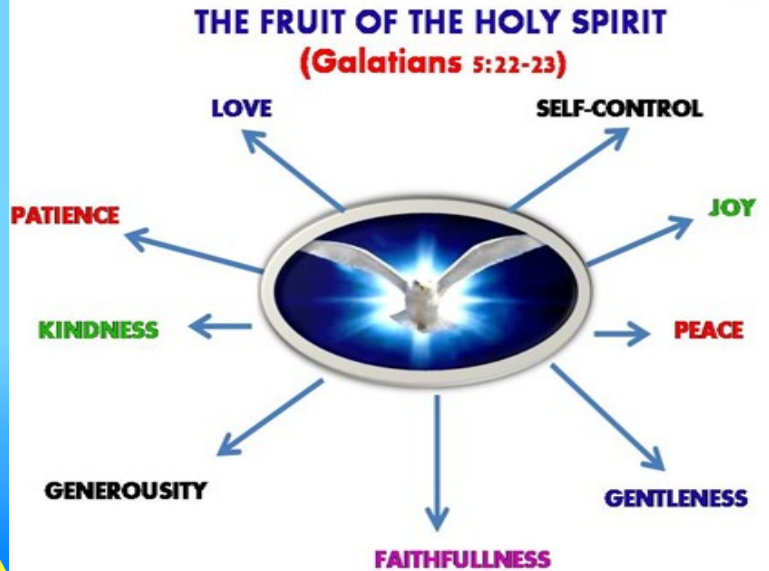 THE FRUIT OF THE HOLY SPIRIT
(Galatians 5:22-23)
LOVE
SELF-CONTROL
PATIENCE
JOY
KINDNESS
PEACE
GENEROUSITY
GENTLENESS
FAITHFULLNESS